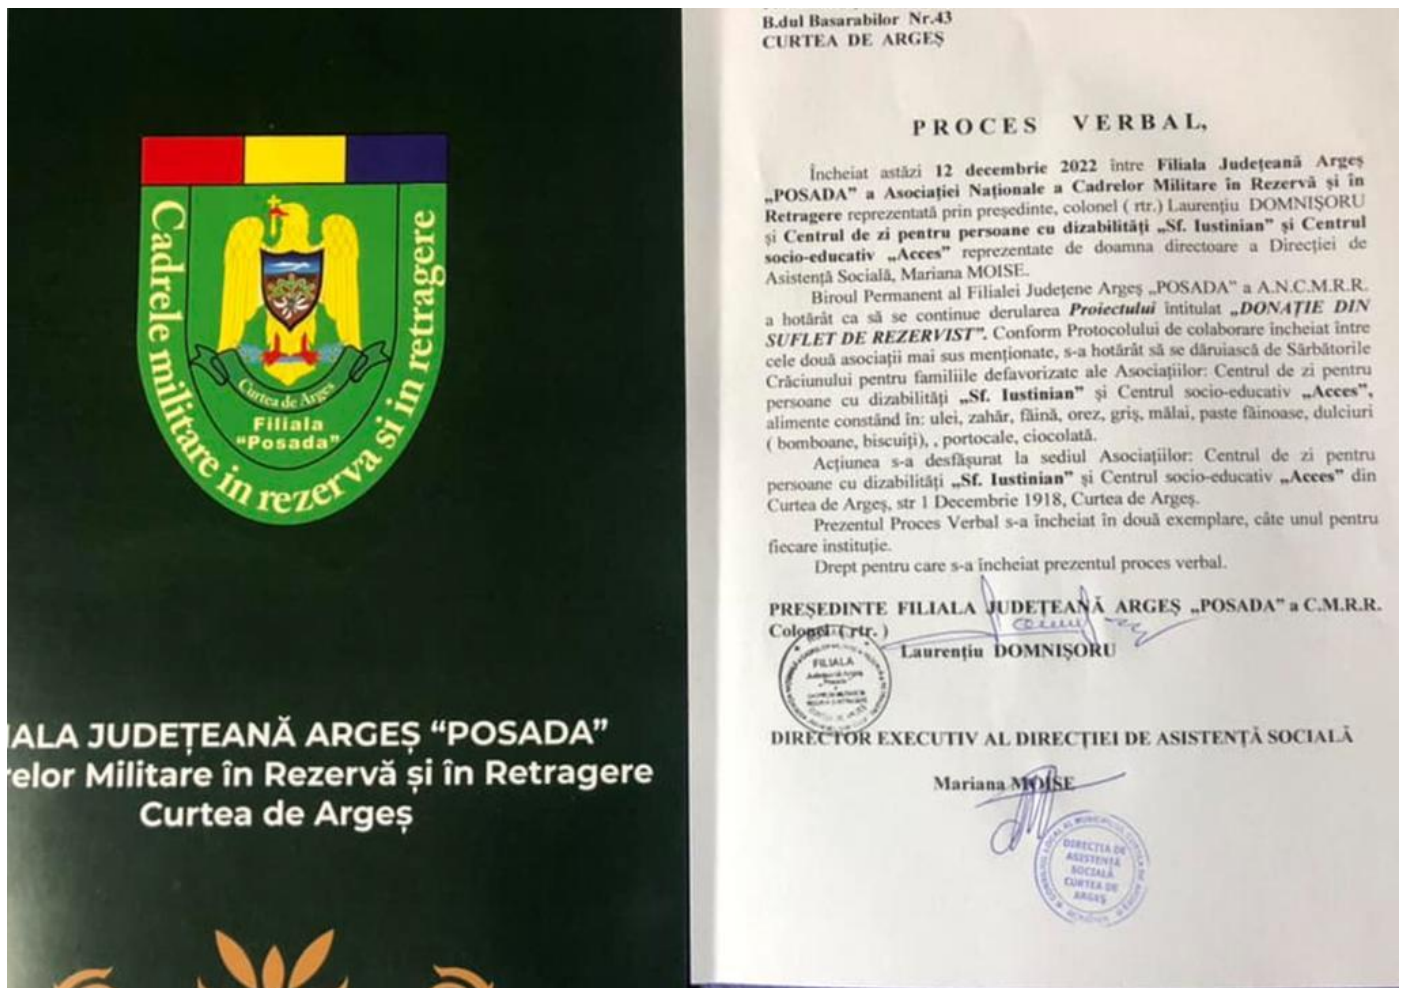 Cadrele militare in rezerva si in retragere
Curtea de Arges
Filiala
"Posada"
IALA JUDEȚEANĂ ARGEȘ “POSADA”
relor Militare în Rezervă și în Retragere
Curtea de Argeș
B.dul Basarabilor Nr.43
CURTEA DE ARGEȘ
PROCES VERBAL,
Încheiat astăzi 12 decembrie 2022 între Filiala Județeană Argeș
„POSADA” a Asociației Naționale a Cadrelor Militare în Rezervă și în
Retragere reprezentată prin președinte, colonel ( rtr.) Laurențiu DOMNIȘORU
și Centrul de zi pentru persoane cu dizabilități „Sf. Iustinian” și Centrul
socio-educativ „Acces” reprezentate de doamna directoare a Direcției de
Asistență Socială, Mariana MOISE.
Biroul Permanent al Filialei Județene Argeș „POSADA” a A.N.C.M.R.R.
a hotărât ca să se continue derularea Proiectului întitulat „DONAȚIE DIN
SUFLET DE REZERVIST”. Conform Protocolului de colaborare încheiat între
cele două asociații mai sus menționate, s-a hotărât să se dăruiască de Sărbătorile
Crăciunului pentru familiile defavorizate ale Asociațiilor: Centrul de zi pentru
persoane cu dizabilități „Sf. Iustinian” și Centrul socio-educativ „Acces”,
alimente constând în: ulei, zahăr, făină, orez, griș, mălai, paste făinoase, dulciuri
( bomboane, biscuiți), , portocale, ciocolată.
Acțiunea s-a desfășurat la sediul Asociațiilor: Centrul de zi pentru
persoane cu dizabilități „Sf. Iustinian” și Centrul socio-educativ „Acces” din
Curtea de Argeș, str 1 Decembrie 1918, Curtea de Argeș.
Prezentul Proces Verbal s-a încheiat în două exemplare, câte unul pentru
fiecare instituție.
Drept pentru care s-a încheiat prezentul proces verbal.
PREȘEDINTE FILIALA JUDEȚEANĂ ARGEȘ „POSADA” a C.M.R.R.
Colonel ( rtr. )
Laurențiu DOMNIȘORU
FILIALA
DIRECTOR EXECUTIV AL DIRECȚIEI DE ASISTENȚĂ SOCIALĂ
Mariana MOISE
DIRECȚIA DE
ASISTENȚĂ
SOCIALĂ
CURTEA DE
ARGEȘ